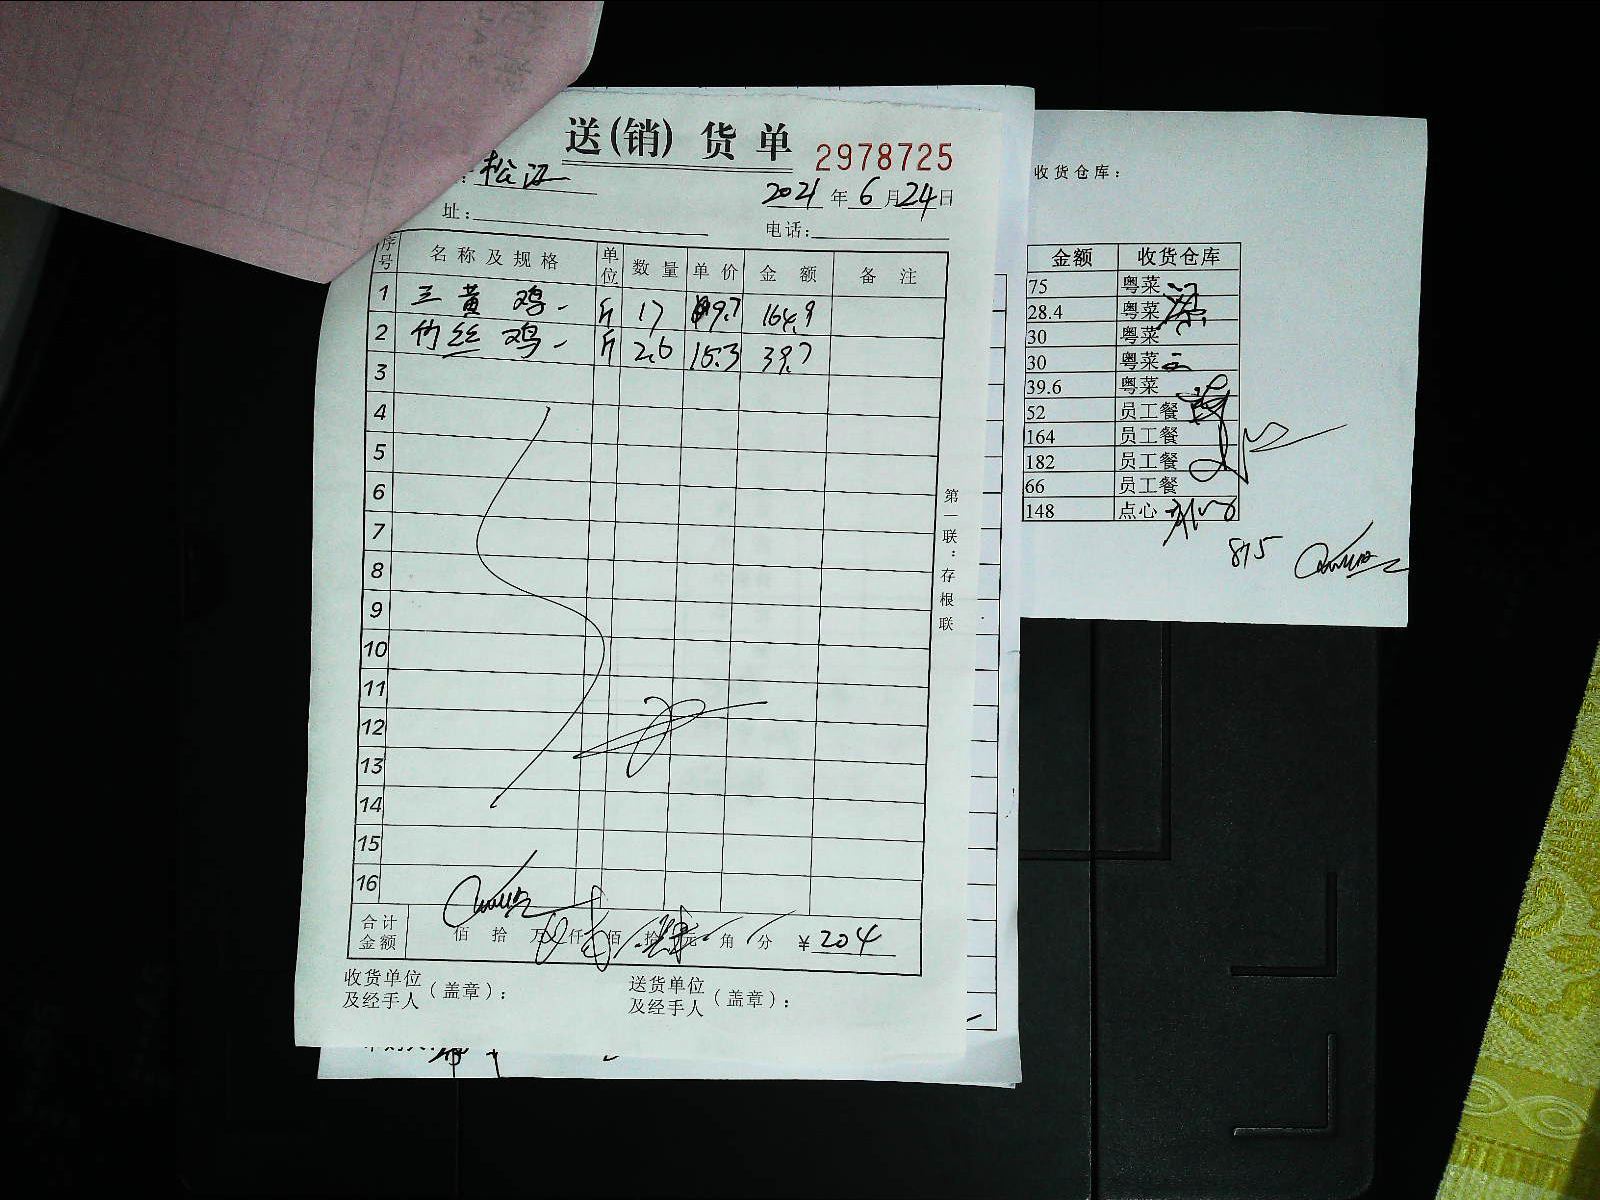 送(销)货单
2978725
松江
2021年6月24日
址:
电话:
序号 名称及规格 单位 数量 单价 金额 备注
1 三黄鸡 斤 17 9.7 164.9
2 竹丝鸡 斤 2.6 15.3 39.7
3
4
5
6
7
8
9
10
11
12
13
14
15
16
合计金额 佰 拾 万 仟 佰 拾 元 角 分 ¥204
收货单位及经手人(盖章):
送货单位及经手人(盖章):
第一联:存根联
收货仓库:
金额 收货仓库
75 粤菜
28.4 粤菜
30 粤菜
30 粤菜
39.6 粤菜
52 员工餐
164 员工餐
182 员工餐
66 员工餐
148 点心
815